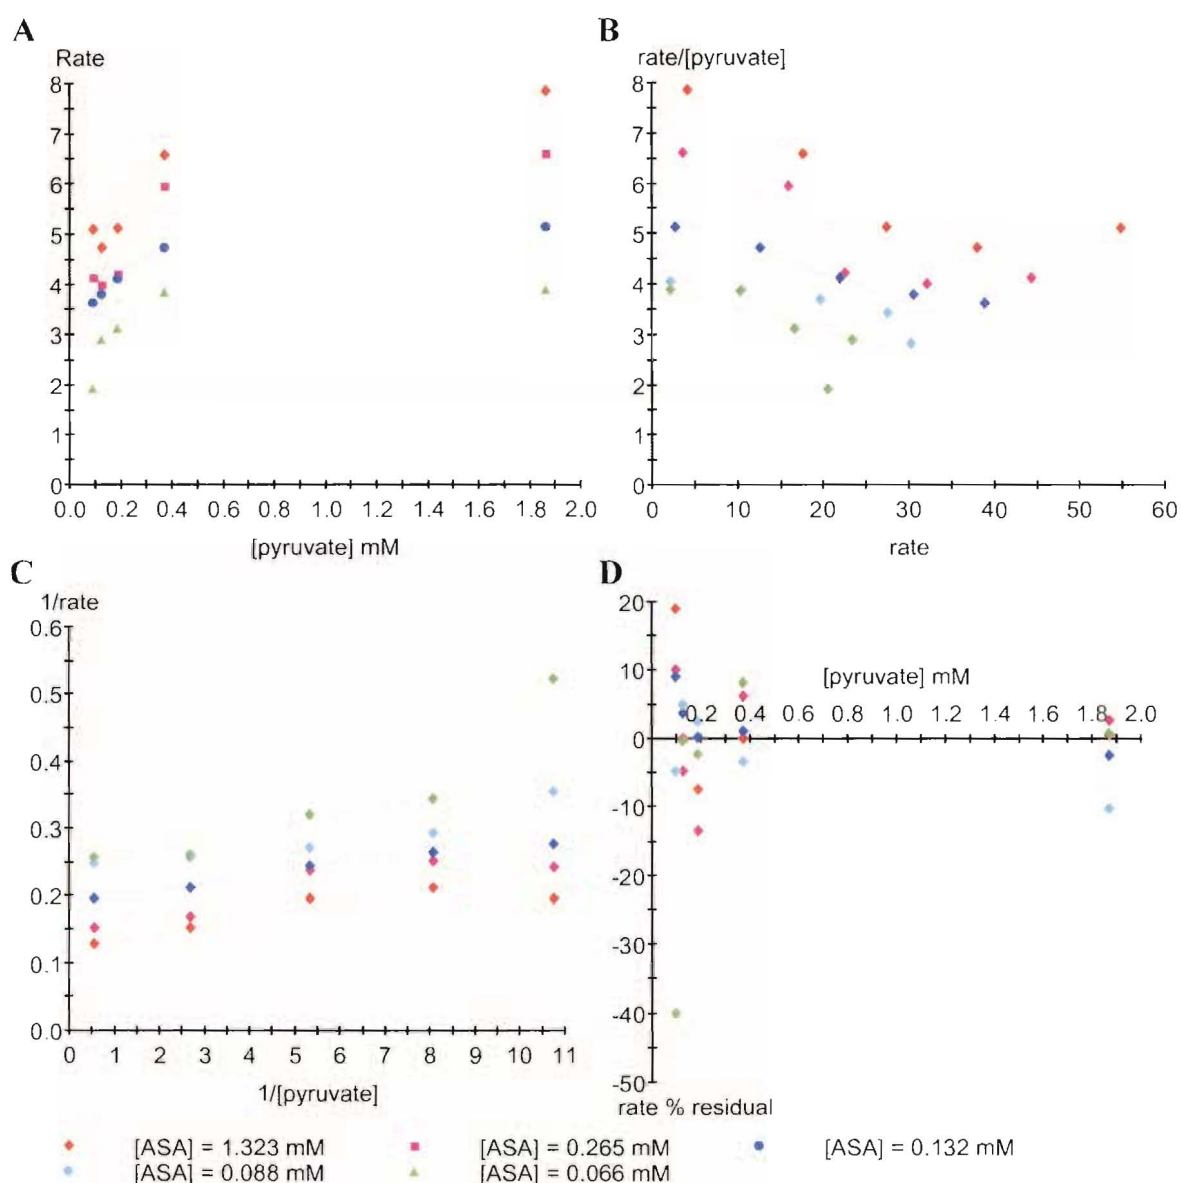 A
Rate
8
7
6
5
4
3
2
1
0
0.0 0.2 0.4 0.6 1.0 1.2 1.4 1.6 1.8 2.0
[pyruvate] mM
B
rate/[pyruvate]
8
7
6
5
4
3
2
1
0
0 10 20 30 40 50 60
rate
C
1/rate
0.6
0.5
0.4
0.3
0.2
0.1
0.0
0 1 2 3 5 6 7 8 9 10 11
1/[pyruvate]
D
20
10
0
-10
-20
-30
-40
-50
[pyruvate] mM
0.2 0.4 0.6 0.8 1.0 1.2 1.4 1.6 1.8 2.0
rate % residual
[ASA] = 1.323 mM [ASA] = 0.265 mM [ASA] = 0.132 mM
[ASA] = 0.088 mM [ASA] = 0.066 mM